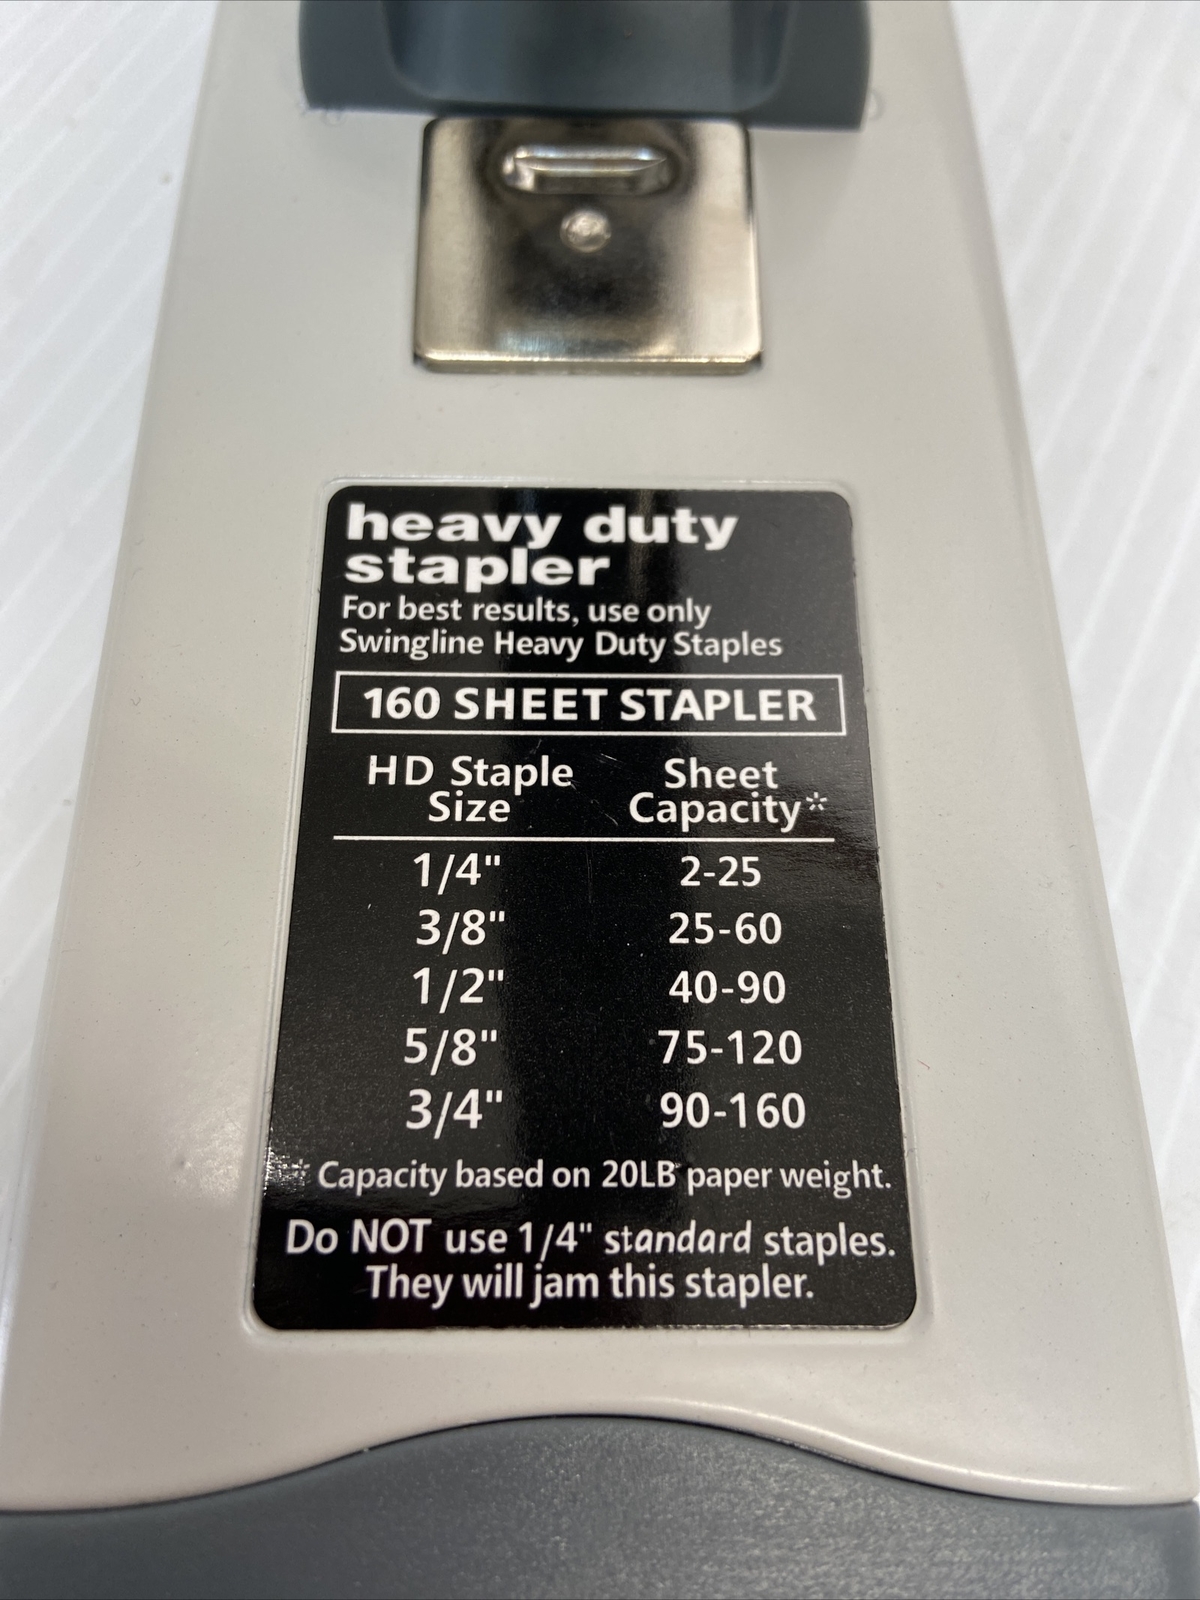 heavy duty
stapler
For best results, use only
Swingline Heavy Duty Staples
160 SHEET STAPLER
HD Staple Sheet
Size Capacity*
1/4" 2-25
3/8" 25-60
1/2" 40-90
5/8" 75-120
3/4" 90-160
* Capacity based on 20LB paper weight.
Do NOT use 1/4" standard staples.
They will jam this stapler.